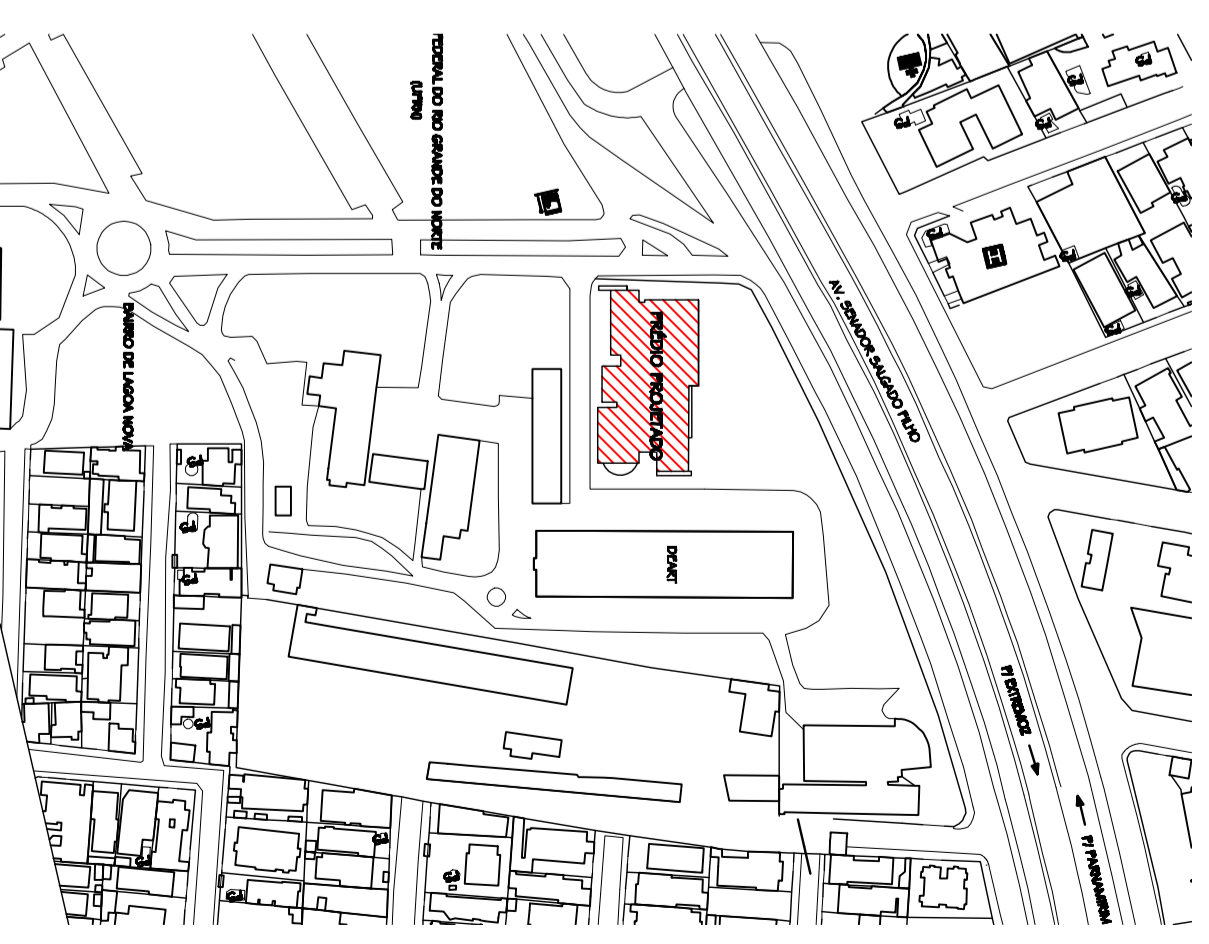 FEDERAL DO RIO GRANDE DO NORTE
(UFRN)
AV. SENADOR SALGADO FILHO
BAIRRO DE LAGOA NOVA
PRÉDIO PROJETADO
DEART
P/ EXTREMOZ
P/ PARNAMIRIM